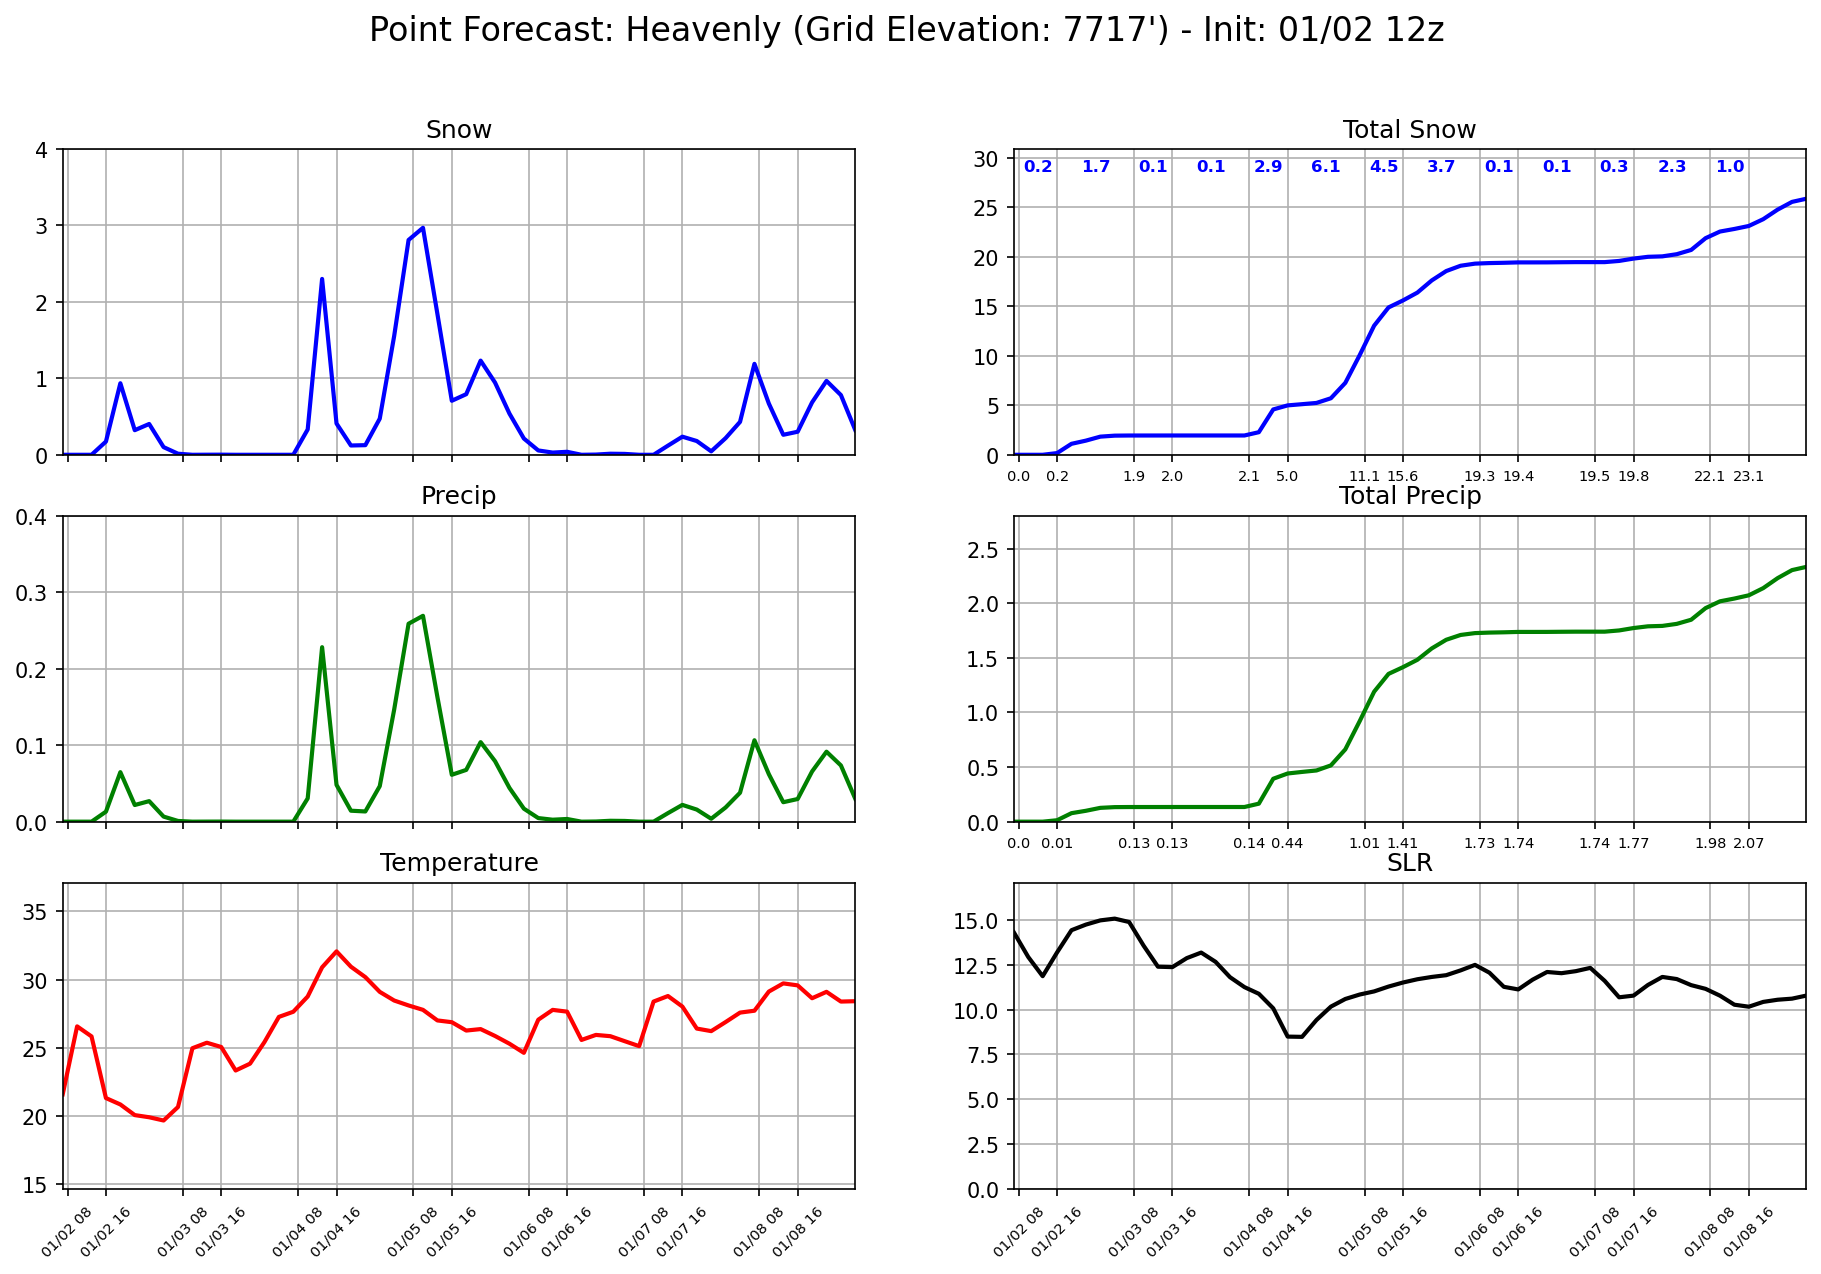 Point Forecast: Heavenly (Grid Elevation: 7717') - Init: 01/02 12z
Snow
4
3
2
1
0
Total Snow
30
25
20
15
10
5
0
0.2 1.7 0.1 0.1 2.9 6.1 4.5 3.7 0.1 0.1 0.3 2.3 1.0
0.0 0.2 1.9 2.0 2.1 5.0 11.1 15.6 19.3 19.4 19.5 19.8 22.1 23.1
Precip
0.4
0.3
0.2
0.1
0.0
Total Precip
2.5
2.0
1.5
1.0
0.5
0.0
0.0 0.01 0.13 0.13 0.14 0.44 1.01 1.41 1.73 1.74 1.74 1.77 1.98 2.07
Temperature
35
30
25
20
15
01/02 08 01/02 16 01/03 08 01/03 16 01/04 08 01/04 16 01/05 08 01/05 16 01/06 08 01/06 16 01/07 08 01/07 16 01/08 08 01/08 16
SLR
15.0
12.5
10.0
7.5
5.0
2.5
0.0
01/02 08 01/02 16 01/03 08 01/03 16 01/04 08 01/04 16 01/05 08 01/05 16 01/06 08 01/06 16 01/07 08 01/07 16 01/08 08 01/08 16